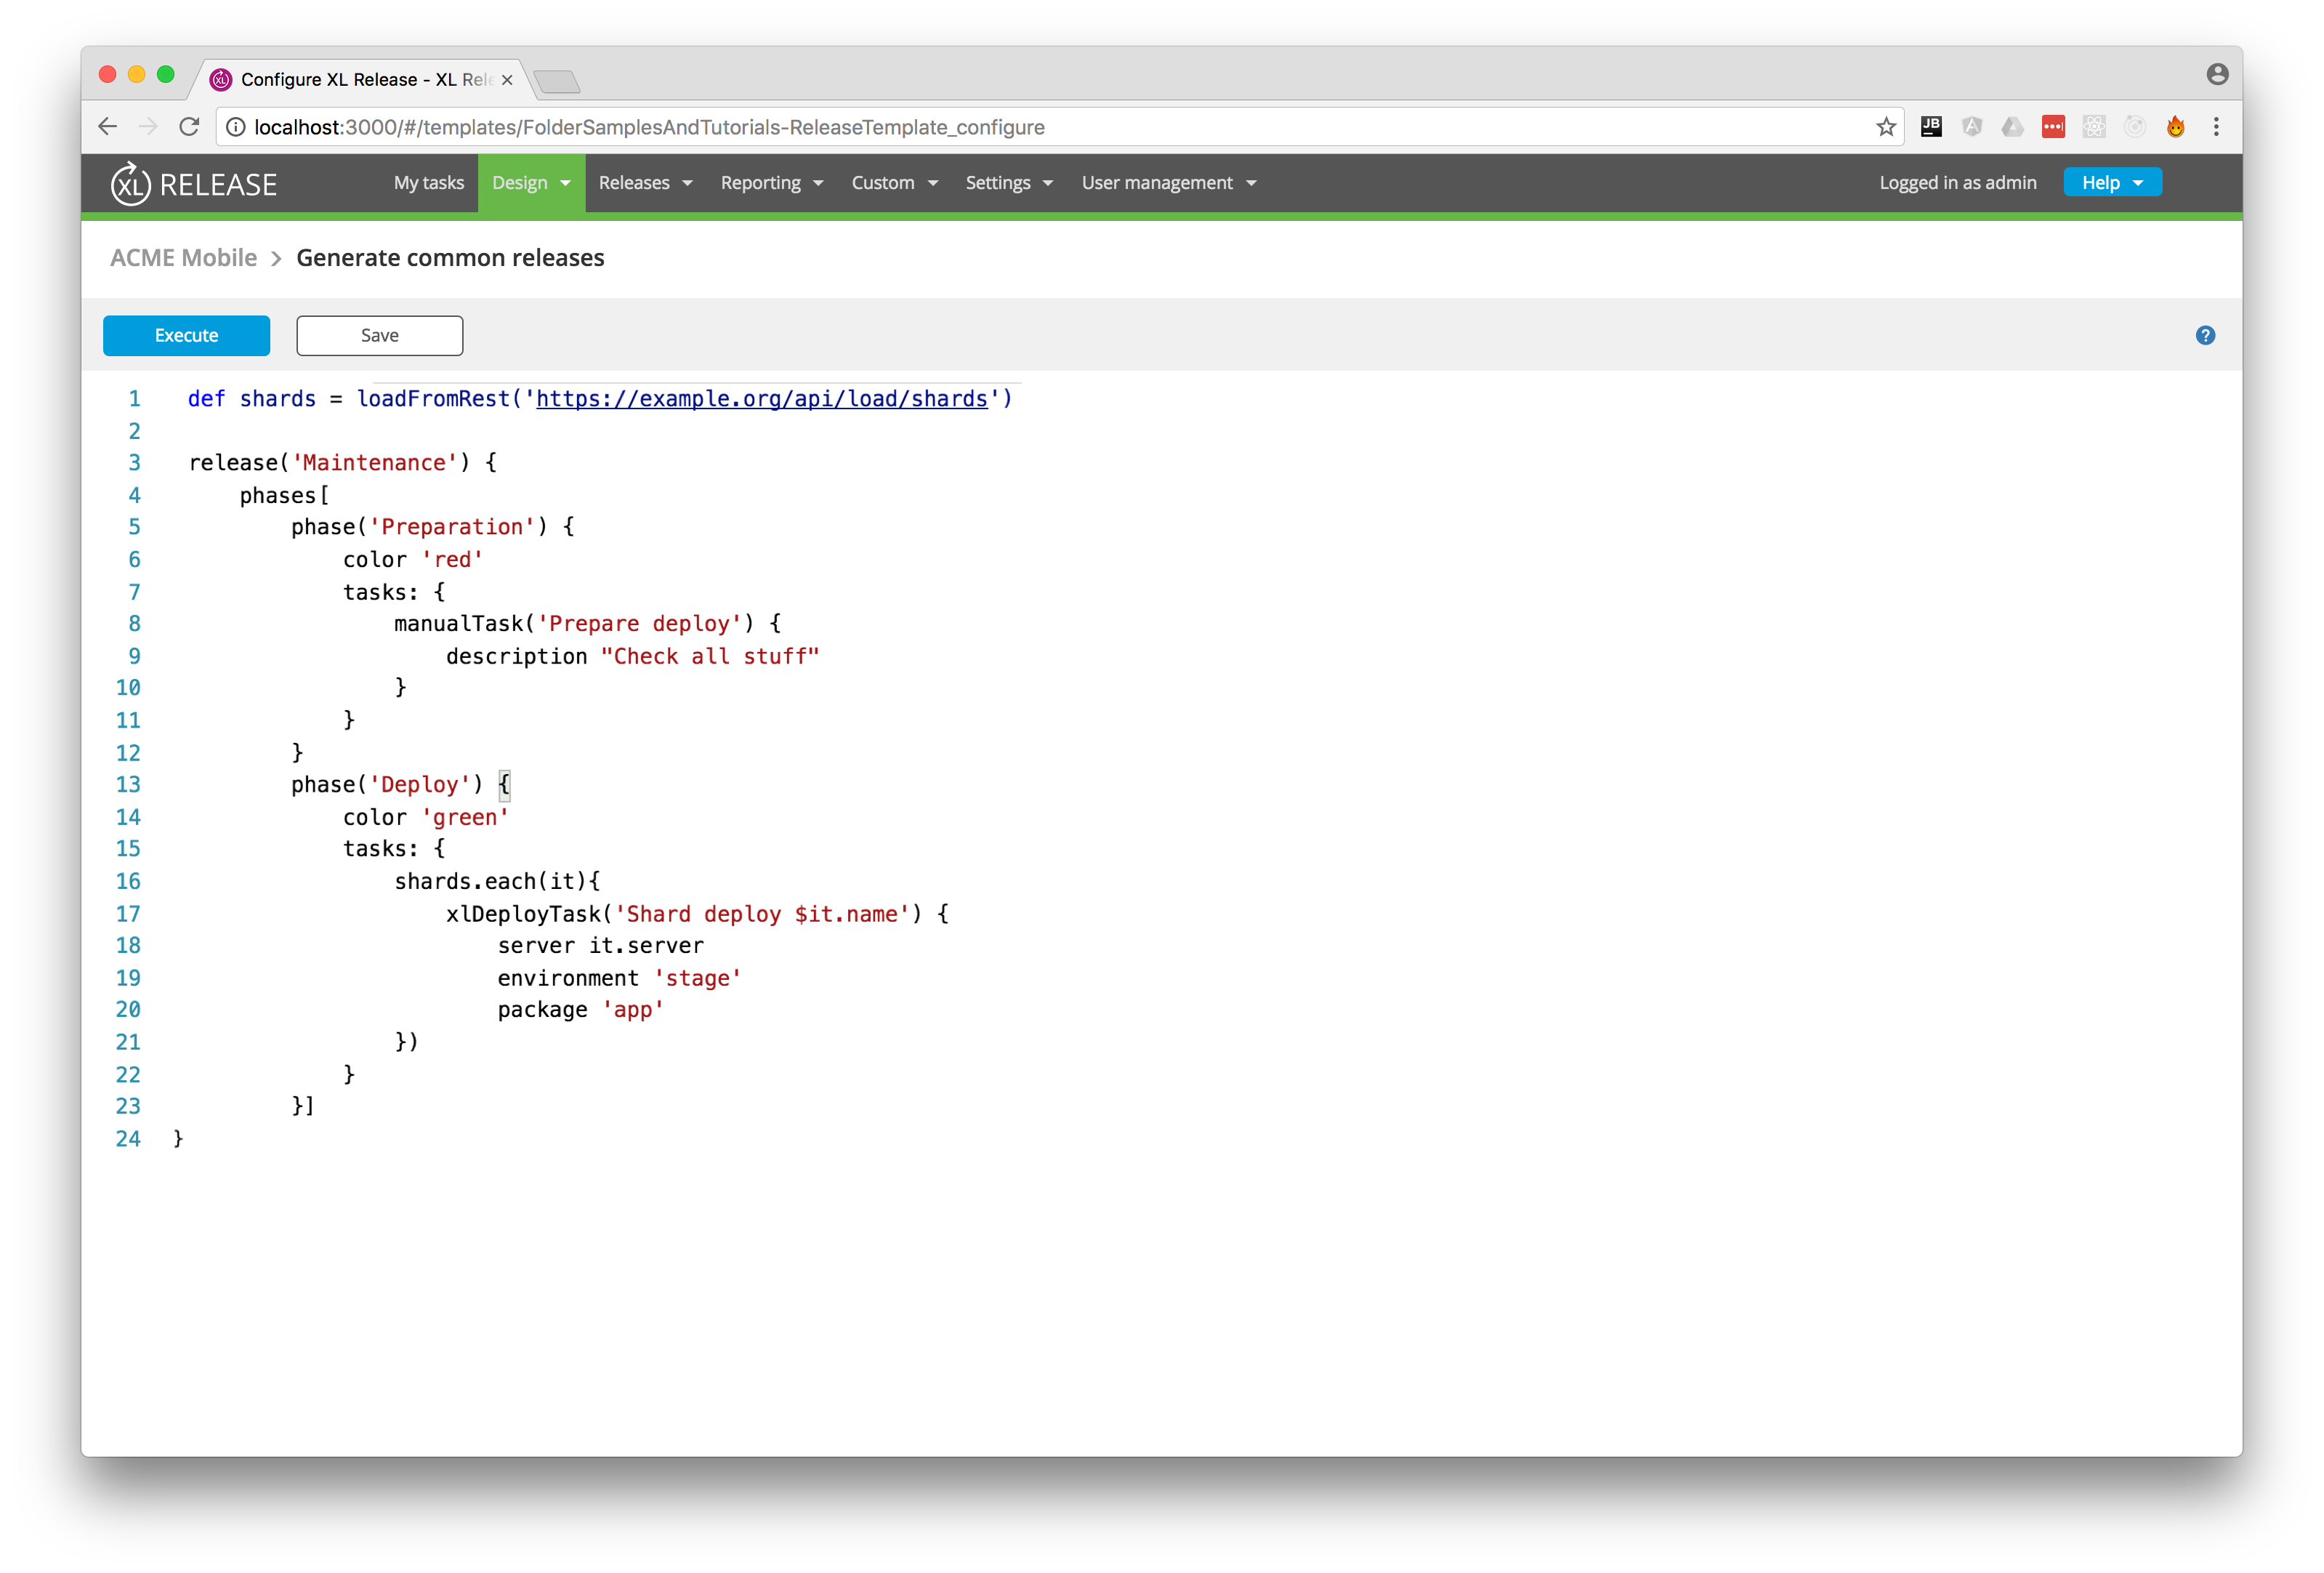 Configure XL Release - XL Rele
localhost:3000/#/templates/FolderSamplesAndTutorials-ReleaseTemplate_configure
JB
XL RELEASE My tasks Design Releases Reporting Custom Settings User management Logged in as admin Help
ACME Mobile > Generate common releases
Execute Save ?
1 def shards = loadFromRest('https://example.org/api/load/shards')
2
3 release('Maintenance') {
4     phases[
5         phase('Preparation') {
6             color 'red'
7             tasks: {
8                 manualTask('Prepare deploy') {
9                     description "Check all stuff"
10                 }
11             }
12         }
13         phase('Deploy') {
14             color 'green'
15             tasks: {
16                 shards.each(it){
17                     xlDeployTask('Shard deploy $it.name') {
18                         server it.server
19                         environment 'stage'
20                         package 'app'
21                 })
22             }
23         }]
24 }